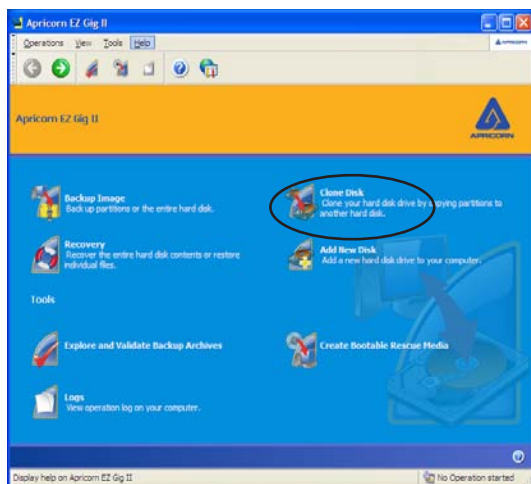 Apricorn EZ Gig II
Operations View Tools Help
APRICORN
Apricorn EZ Gig II
APRICORN
Backup Image
Back up partitions or the entire hard disk.
Clone Disk
Clone your hard disk drive by copying partitions to
another hard disk.
Recovery
Recover the entire hard disk contents or restore
individual files.
Add New Disk
Add a new hard disk drive to your computer.
Tools
Explore and Validate Backup Archives
Create Bootable Rescue Media
Logs
View operation log on your computer.
Display help on Apricorn EZ Gig II
No Operation started